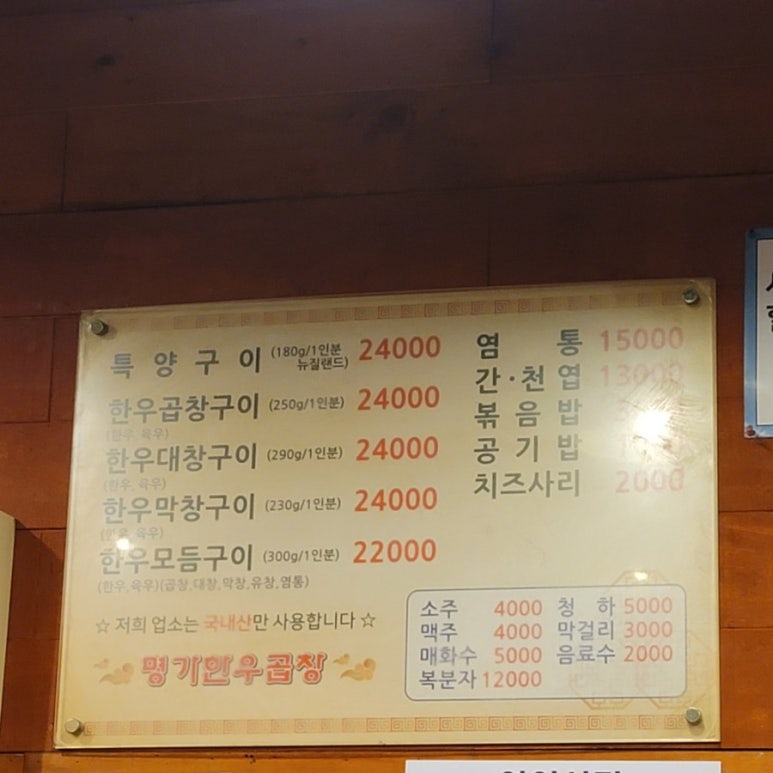 특양구이 (180g/1인분 뉴질랜드) 24000
한우곱창구이 (250g/1인분) 24000
(한우, 육우)
한우대창구이 (290g/1인분) 24000
(한우, 육우)
한우막창구이 (230g/1인분) 24000
(한우, 육우)
한우모듬구이 (300g/1인분) 22000
(한우,육우)(곱창,대창,막창,유창,염통)
☆ 저희 업소는 국내산만 사용합니다 ☆
명가한우곱창
염통 15000
간·천엽 13000
볶음밥
공기밥
치즈사리 2000
소주 4000 청하 5000
맥주 4000 막걸리 3000
매화수 5000 음료수 2000
복분자 12000